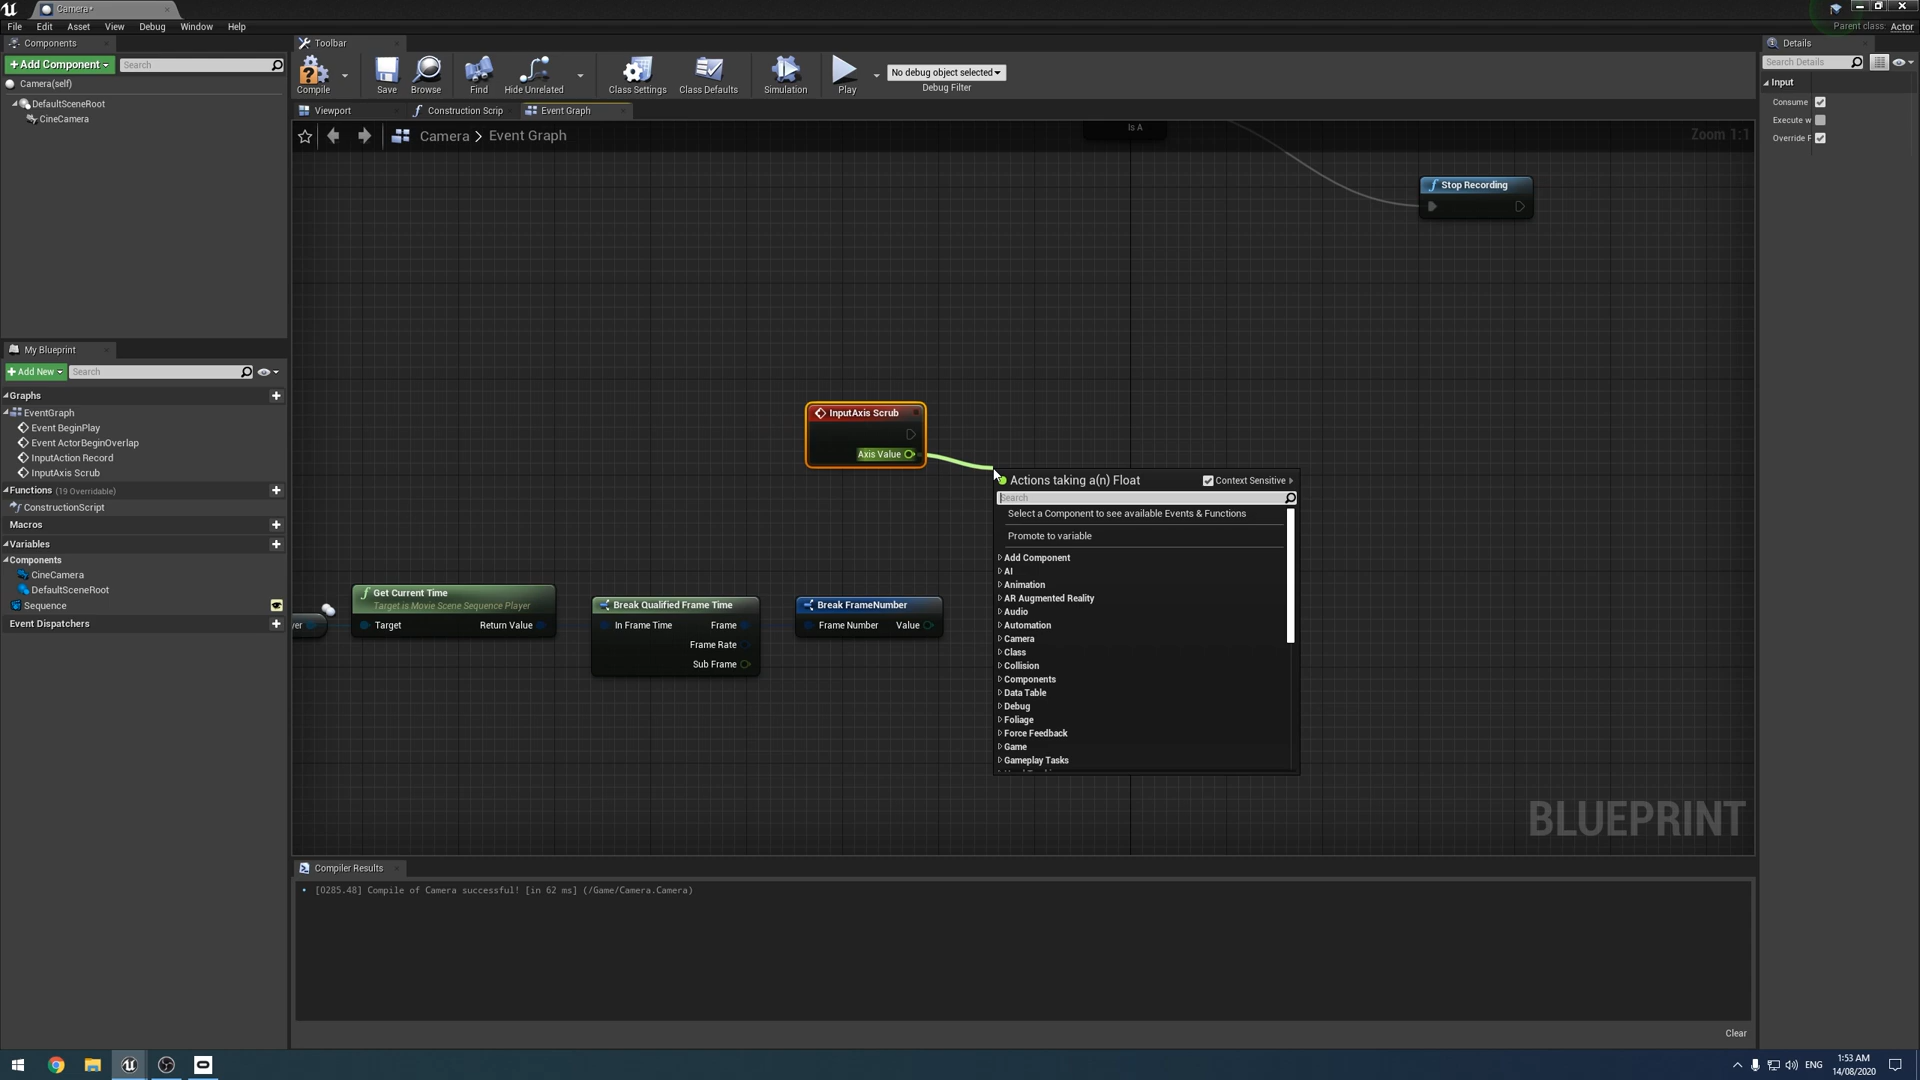 Camera*
File Edit Asset View Debug Window Help
Parent class: Actor
Components
Add Component
Search
Camera(self)
DefaultSceneRoot
CineCamera
Toolbar
Compile
Save
Browse
Find
Hide Unrelated
Class Settings
Class Defaults
Simulation
Play
No debug object selected
Debug Filter
Viewport
Construction Scrip
Event Graph
Camera > Event Graph
Zoom 1:1
Is A
Stop Recording
InputAxis Scrub
Axis Value
Actions taking a(n) Float
Context Sensitive
Search
Select a Component to see available Events & Functions
Promote to variable
Add Component
AI
Animation
AR Augmented Reality
Audio
Automation
Camera
Class
Collision
Components
Data Table
Debug
Foliage
Force Feedback
Game
Gameplay Tasks
Get Current Time
Target is Movie Scene Sequence Player
Target
Return Value
Break Qualified Frame Time
In Frame Time
Frame
Frame Rate
Sub Frame
Break FrameNumber
Frame Number
Value
BLUEPRINT
My Blueprint
Add New
Search
Graphs
EventGraph
Event BeginPlay
Event ActorBeginOverlap
InputAction Record
InputAxis Scrub
Functions (19 Overridable)
ConstructionScript
Macros
Variables
Components
CineCamera
DefaultSceneRoot
Sequence
Event Dispatchers
Compiler Results
[0285.48] Compile of Camera successful! [in 62 ms] (/Game/Camera.Camera)
Clear
Details
Search Details
Input
Consume
Execute w
Override
ENG
1:53 AM
14/08/2020